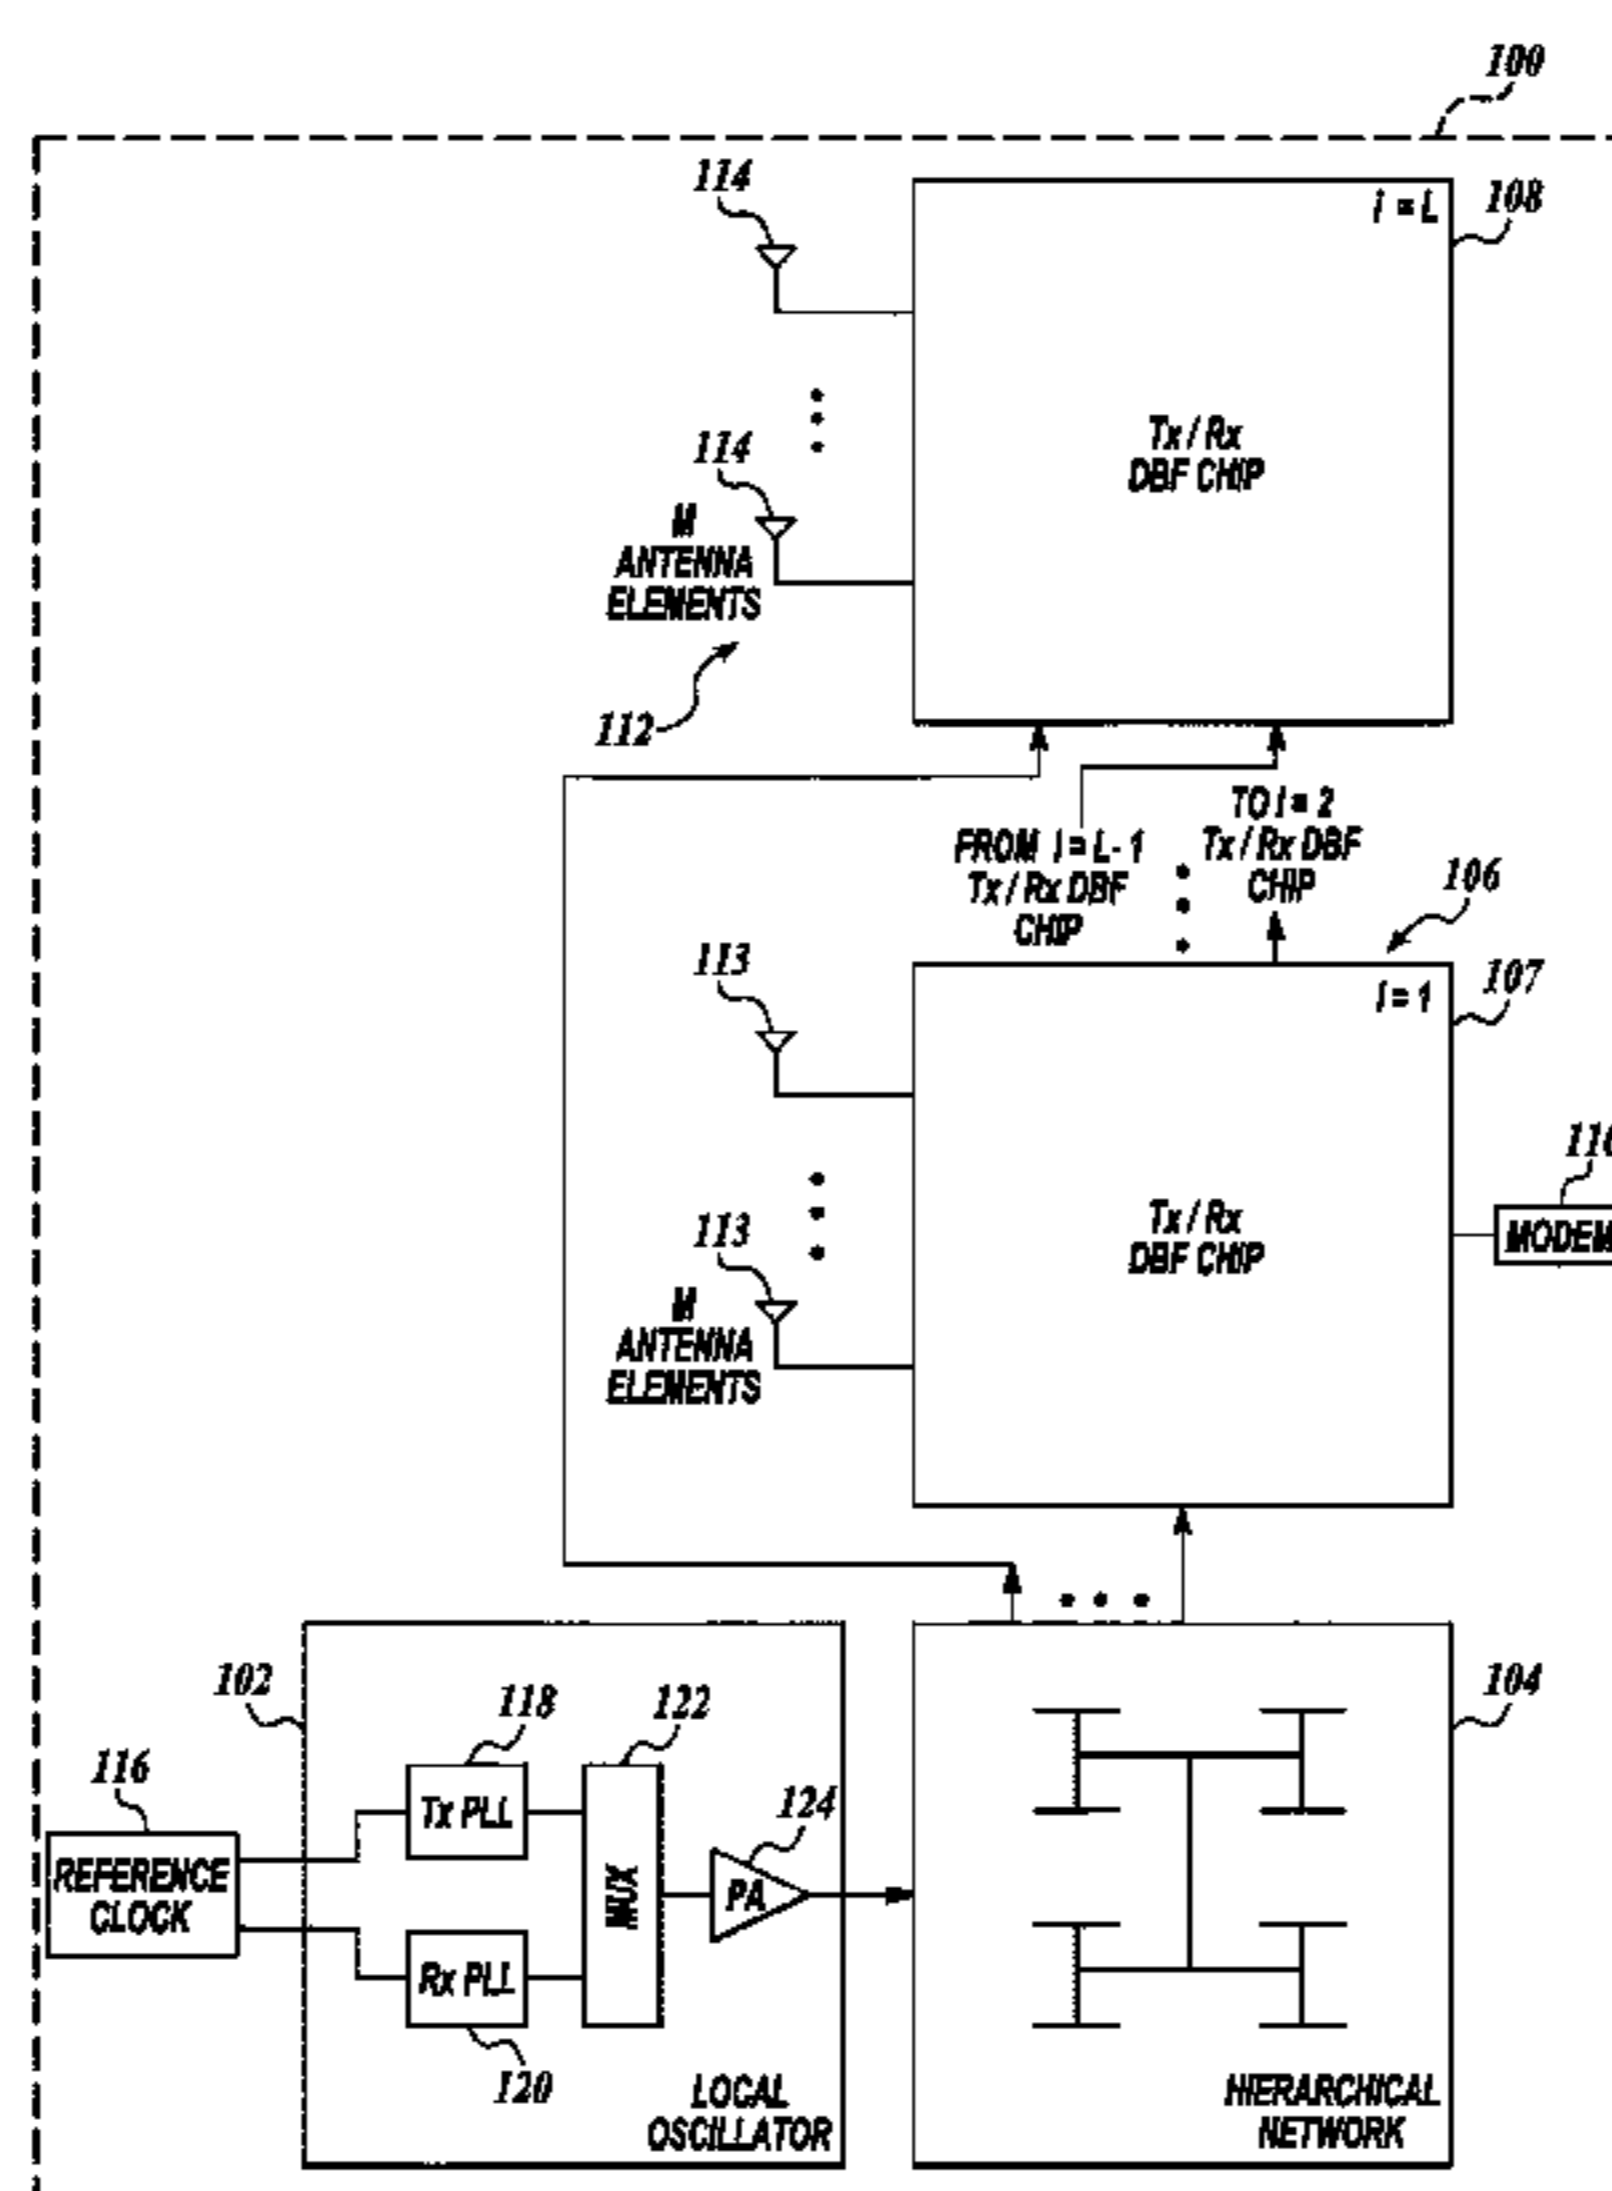 100
114
i = L
108
Tx / Rx
DBF CHIP
114
M
ANTENNA
ELEMENTS
112
TO i = 2
Tx / Rx DBF
CHIP
FROM i = L - 1
Tx / Rx DBF
CHIP
106
113
i = 1
107
Tx / Rx
DBF CHIP
113
M
ANTENNA
ELEMENTS
MODEM
102
118
122
104
116
124
Tx PLL
REFERENCE
CLOCK
MUX
PA
Rx PLL
120
LOCAL
OSCILLATOR
HIERARCHICAL
NETWORK